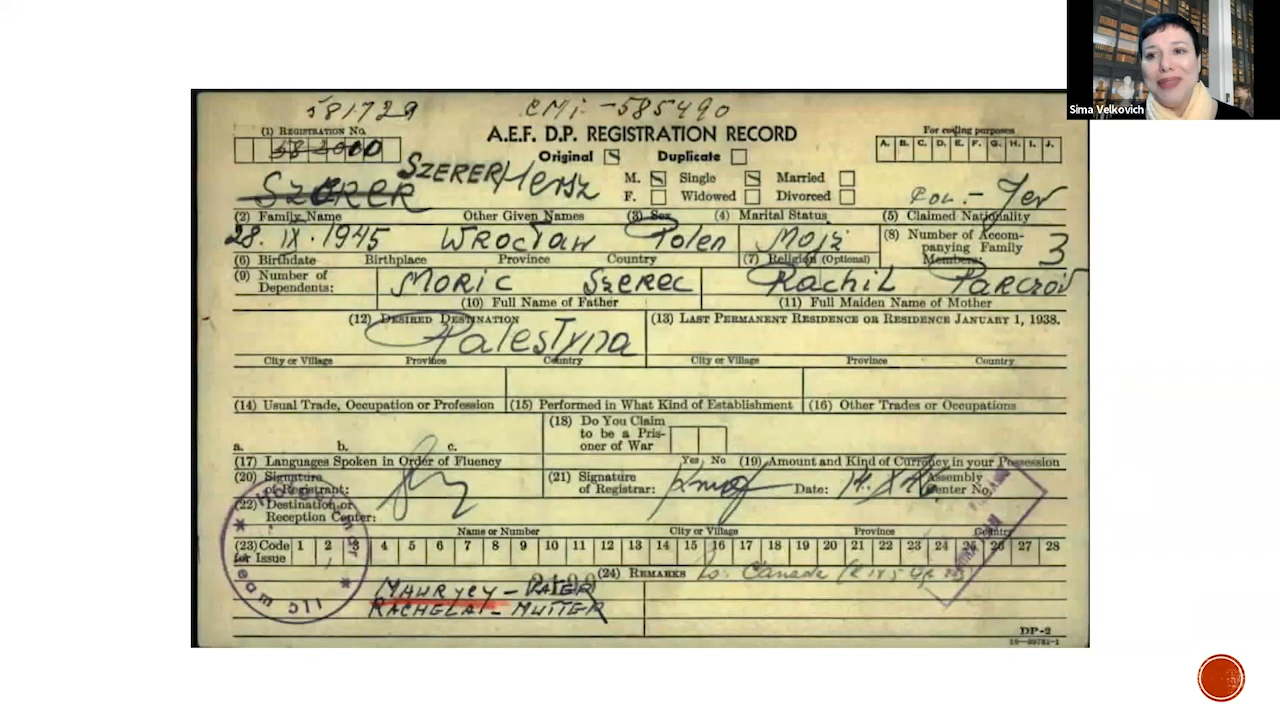 581729 CMI-585490
(1) REGISTRATION No.
A.E.F. D.P. REGISTRATION RECORD
For coding purposes
A. B. C. D. E. F. G. H. I. J.
Original Duplicate
M. Single Married
F. Widowed Divorced
SZERER SZERER Hersz
POL.- Jev
(2) Family Name Other Given Names (3) Sex (4) Marital Status (5) Claimed Nationality
28. IX. 1945 WROCŁAW Polen Mojż
(8) Number of Accompanying Family Members: 3
(6) Birthdate Birthplace Province Country (7) Religion (Optional)
(9) Number of Dependents:
MORIC SZEREC Rachil
(10) Full Name of Father (11) Full Maiden Name of Mother
(12) DESIRED DESTINATION (13) LAST PERMANENT RESIDENCE OR RESIDENCE JANUARY 1, 1938.
Palestyna
City or Village Province Country City or Village Province Country
(14) Usual Trade, Occupation or Profession (15) Performed in What Kind of Establishment (16) Other Trades or Occupations
(18) Do You Claim to be a Prisoner of War
a. b. c.
Yes No
(17) Languages Spoken in Order of Fluency (19) Amount and Kind of Currency in your Possession
(20) Signature of Registrant: (21) Signature of Registrar: Date: Assembly Center No.
(22) Destination or Reception Center:
Name or Number City or Village Province Country
(23) Code for Issue 1 2 3 4 5 6 7 8 9 10 11 12 13 14 15 16 17 18 19 20 21 22 23 24 25 26 27 28
(24) REMARKS to Canada
MAURYCY - VATER
RACHELA - MUTTER
DP-2
Sima Velkovich